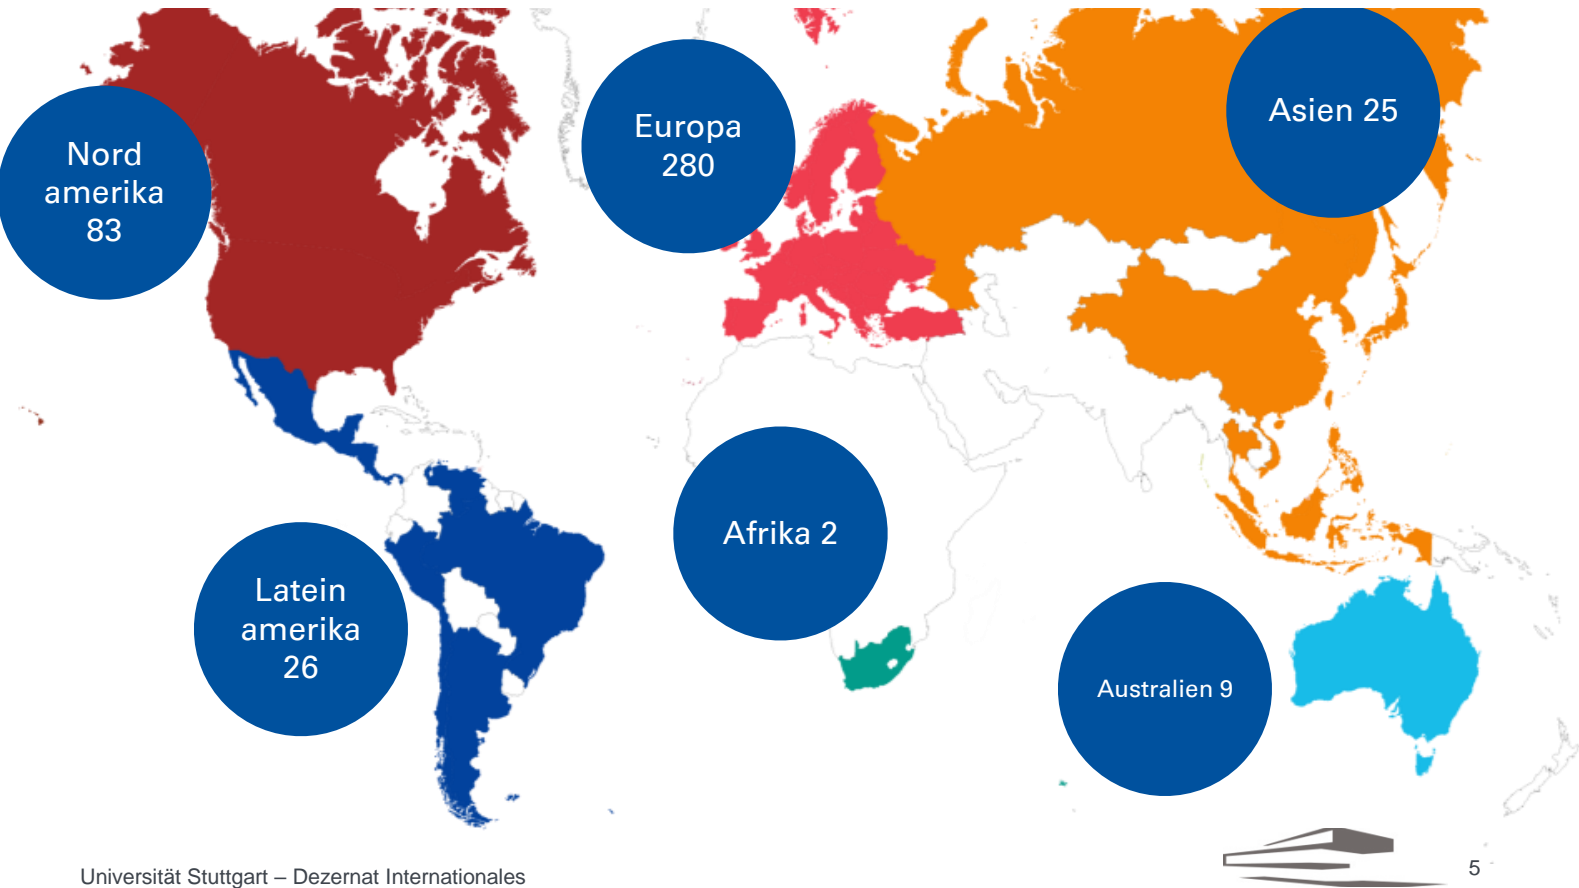 Nord
amerika
83
Europa
280
Asien 25
Latein
amerika
26
Afrika 2
Australien 9
Universität Stuttgart – Dezernat Internationales
5